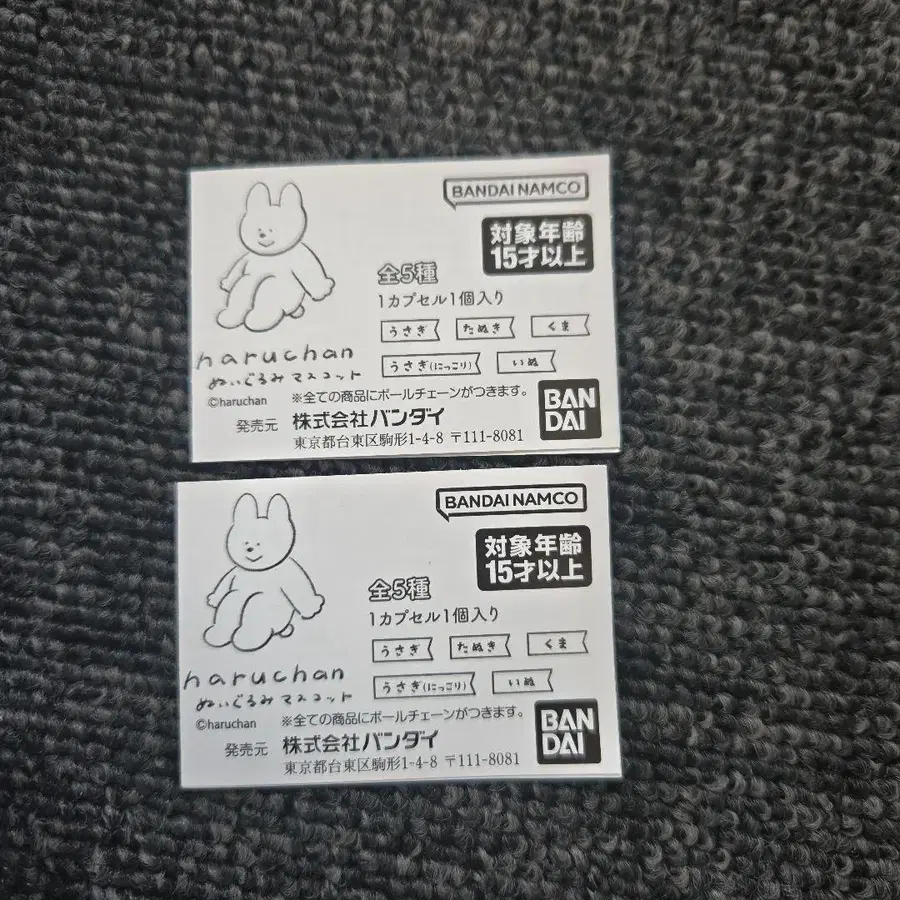 BANDAI NAMCO
対象年齢
15才以上
全5種
1カプセル1個入り
うさぎ たぬき くま
うさぎ(にっこり) いぬ
haruchan
ぬいぐるみマスコット
©haruchan ※全ての商品にボールチェーンがつきます。
発売元 株式会社バンダイ
東京都台東区駒形1-4-8 〒111-8081
BAN
DAI
BANDAI NAMCO
対象年齢
15才以上
全5種
1カプセル1個入り
うさぎ たぬき くま
うさぎ(にっこり) いぬ
haruchan
ぬいぐるみマスコット
©haruchan ※全ての商品にボールチェーンがつきます。
発売元 株式会社バンダイ
東京都台東区駒形1-4-8 〒111-8081
BAN
DAI